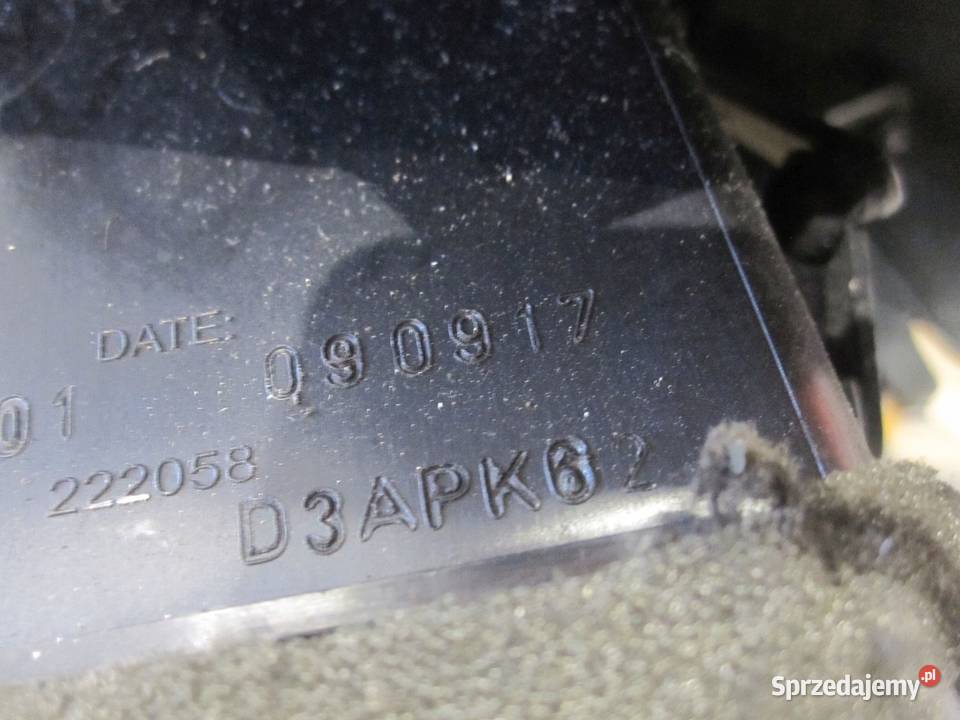 DATE: 090917
01
222058
D3APK62
Sprzedajemy.pl